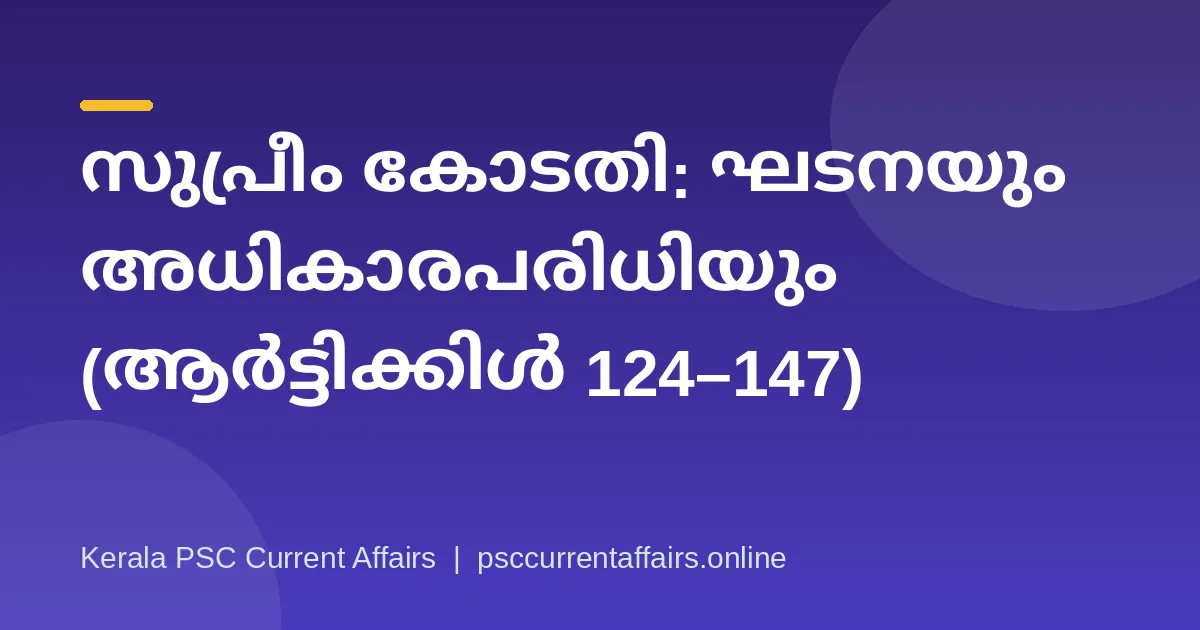 സുപ്രീം കോടതി: ഘടനയും
അധികാരപരിധിയും
(ആർട്ടിക്കിൾ 124–147)
Kerala PSC Current Affairs | psccurrentaffairs.online